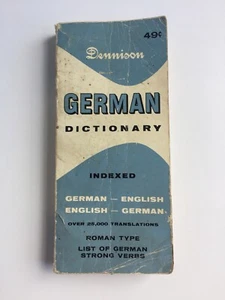 49¢
Dennison
GERMAN
DICTIONARY
INDEXED
GERMAN — ENGLISH
ENGLISH — GERMAN
OVER 25,000 TRANSLATIONS
ROMAN TYPE
LIST OF GERMAN
STRONG VERBS